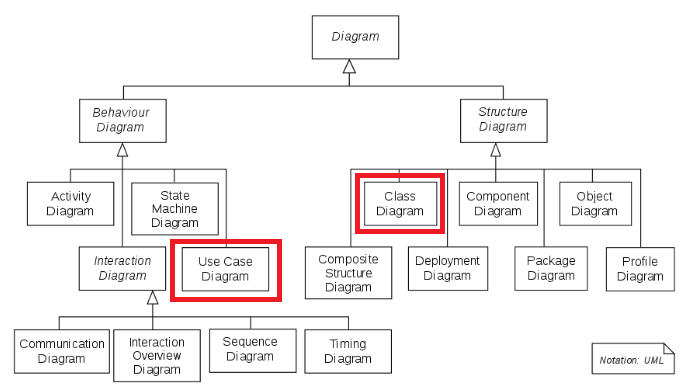 Diagram
Behaviour
Diagram
Structure
Diagram
Activity
Diagram
State
Machine
Diagram
Class
Diagram
Component
Diagram
Object
Diagram
Interaction
Diagram
Use Case
Diagram
Composite
Structure
Diagram
Deployment
Diagram
Package
Diagram
Profile
Diagram
Communication
Diagram
Interaction
Overview
Diagram
Sequence
Diagram
Timing
Diagram
Notation: UML